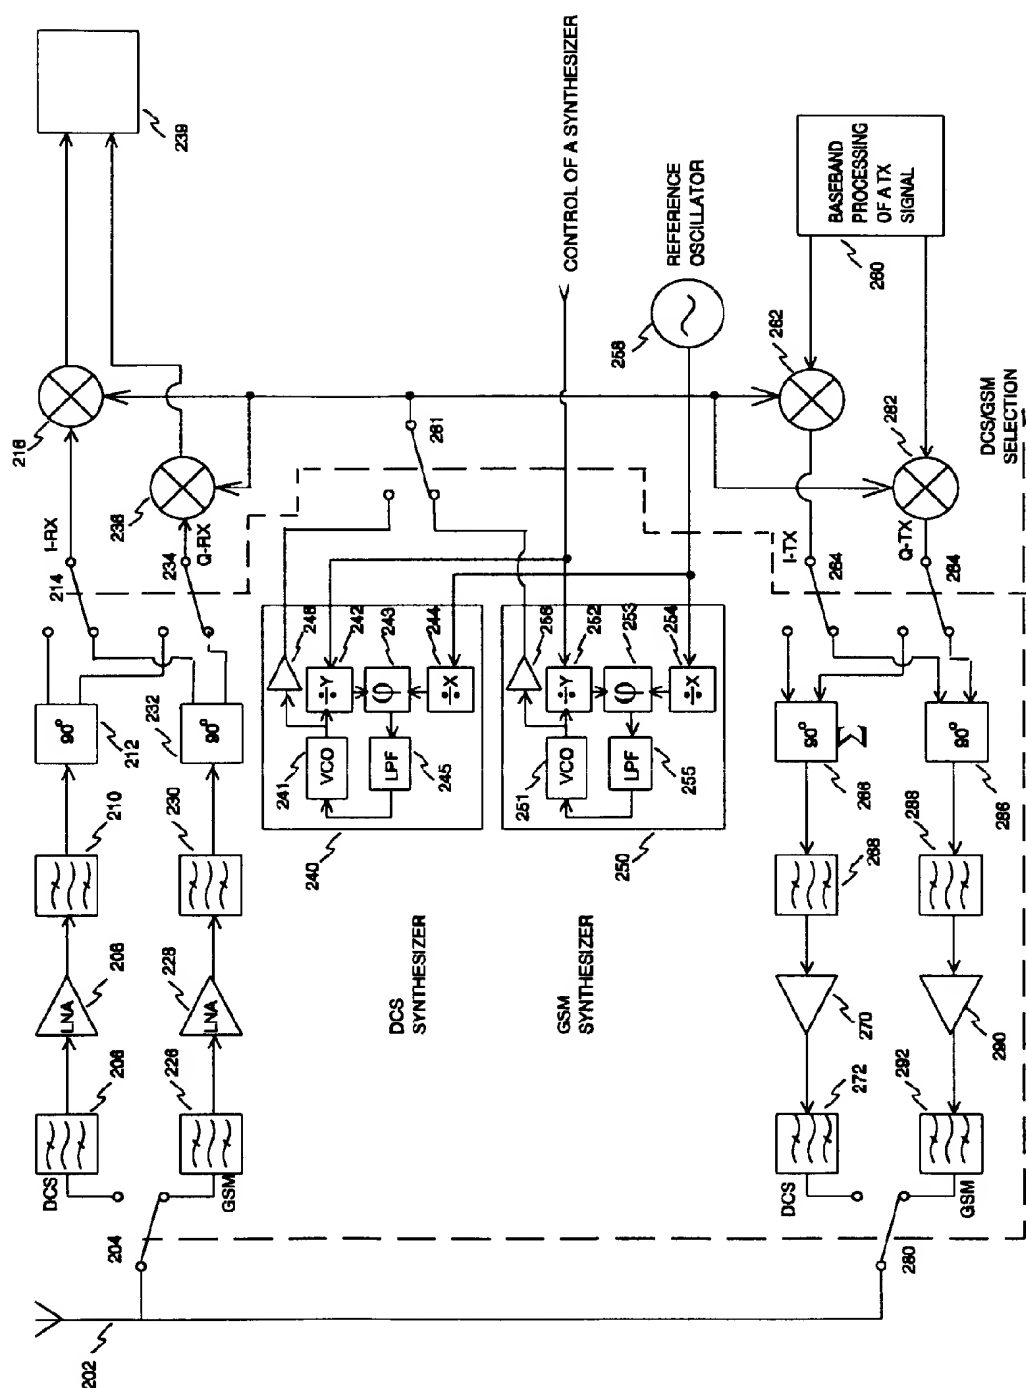 202
204
DCS
206
LNA
208
210
90°
212
214
I-RX
216
239
GSM
226
LNA
228
230
90°
232
234
Q-RX
236
DCS
SYNTHESIZER
240
241
VCO
LPF
245
246
÷Y
242
φ
243
÷X
244
261
CONTROL OF A SYNTHESIZER
GSM
SYNTHESIZER
250
251
VCO
LPF
255
256
÷Y
252
φ
253
÷X
254
258
REFERENCE
OSCILLATOR
DCS
272
270
268
90°
Σ
266
I-TX
264
262
BASEBAND
PROCESSING
OF A TX
SIGNAL
260
280
GSM
292
290
288
90°
286
Q-TX
284
282
DCS/GSM
SELECTION